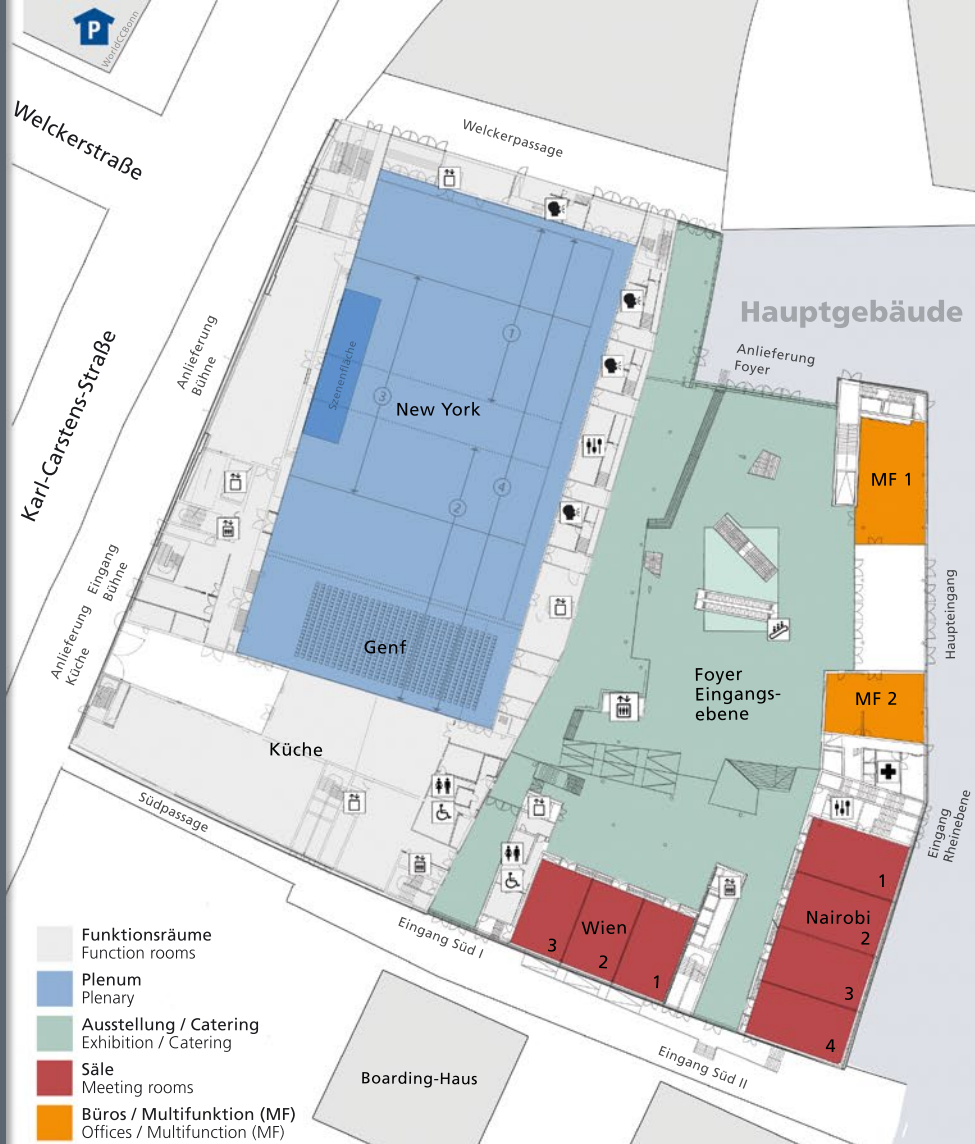 P
WorldCCBonn
Welckerstraße
Welckerpassage
Hauptgebäude
Anlieferung
Foyer
Anlieferung
Bühne
Karl-Carstens-Straße
Szenenfläche
1
3
New York
4
2
MF 1
Eingang
Bühne
Anlieferung
Küche
Haupteingang
Genf
Foyer
Eingangs-
ebene
MF 2
Küche
Südpassage
Eingang
Rheinebene
1
Nairobi
2
3
4
Wien
3
2
1
Eingang Süd I
Eingang Süd II
Boarding-Haus
Funktionsräume
Function rooms
Plenum
Plenary
Ausstellung / Catering
Exhibition / Catering
Säle
Meeting rooms
Büros / Multifunktion (MF)
Offices / Multifunction (MF)